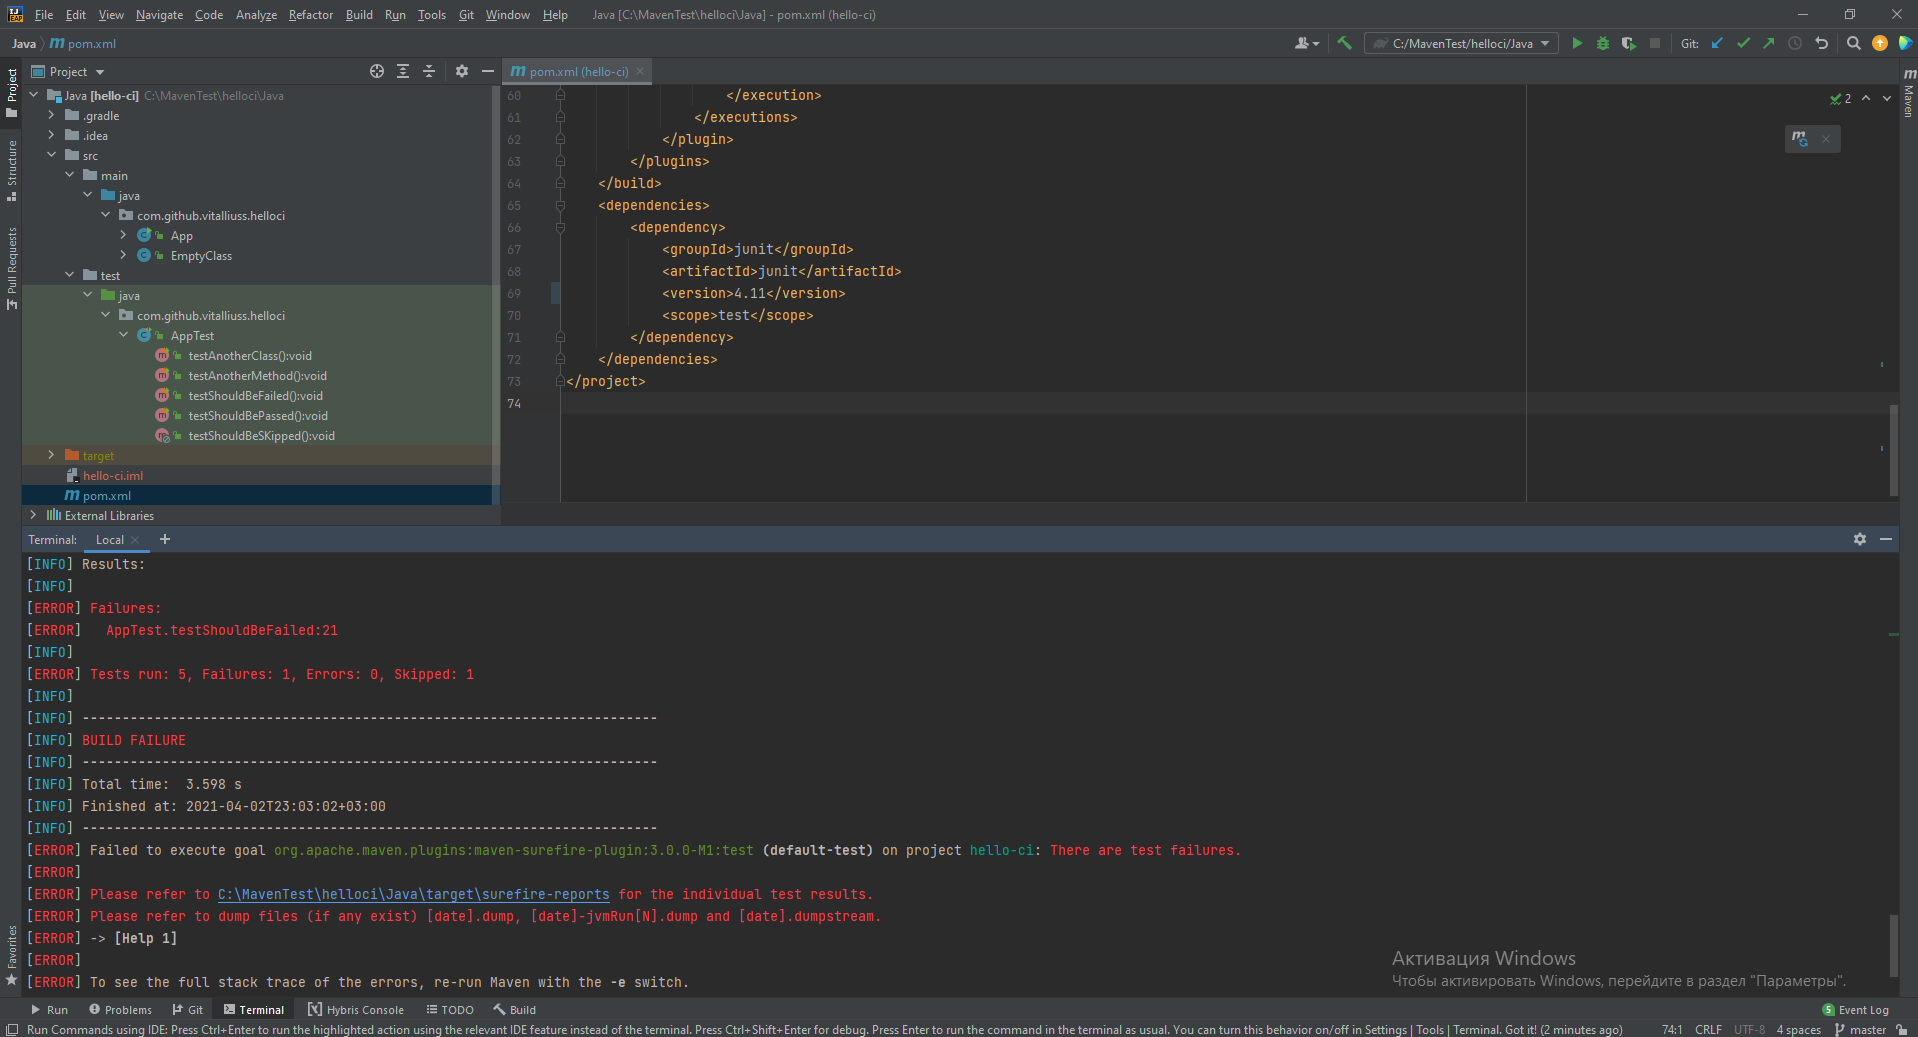 File Edit View Navigate Code Analyze Refactor Build Run Tools Git Window Help Java [C:\MavenTest\helloci\Java] - pom.xml (hello-ci)
Java pom.xml
C:/MavenTest/helloci/Java
Git:
Project
pom.xml (hello-ci)
Project
Structure
Pull Requests
Favorites
Maven
Java [hello-ci] C:\MavenTest\helloci\Java
.gradle
.idea
src
main
java
com.github.vitalliuss.helloci
App
EmptyClass
test
java
com.github.vitalliuss.helloci
AppTest
testAnotherClass():void
testAnotherMethod():void
testShouldBeFailed():void
testShouldBePassed():void
testShouldBeSKipped():void
target
hello-ci.iml
pom.xml
External Libraries
2
60 </execution>
61 </executions>
62 </plugin>
63 </plugins>
64 </build>
65 <dependencies>
66 <dependency>
67 <groupId>junit</groupId>
68 <artifactId>junit</artifactId>
69 <version>4.11</version>
70 <scope>test</scope>
71 </dependency>
72 </dependencies>
73 </project>
74
Terminal: Local
[INFO] Results:
[INFO]
[ERROR] Failures:
[ERROR]   AppTest.testShouldBeFailed:21
[INFO]
[ERROR] Tests run: 5, Failures: 1, Errors: 0, Skipped: 1
[INFO]
[INFO] ------------------------------------------------------------------------
[INFO] BUILD FAILURE
[INFO] ------------------------------------------------------------------------
[INFO] Total time:  3.598 s
[INFO] Finished at: 2021-04-02T23:03:02+03:00
[INFO] ------------------------------------------------------------------------
[ERROR] Failed to execute goal org.apache.maven.plugins:maven-surefire-plugin:3.0.0-M1:test (default-test) on project hello-ci: There are test failures.
[ERROR]
[ERROR] Please refer to C:\MavenTest\helloci\Java\target\surefire-reports for the individual test results.
[ERROR] Please refer to dump files (if any exist) [date].dump, [date]-jvmRun[N].dump and [date].dumpstream.
[ERROR] -> [Help 1]
[ERROR]
[ERROR] To see the full stack trace of the errors, re-run Maven with the -e switch.
Активация Windows
Чтобы активировать Windows, перейдите в раздел "Параметры".
Run Problems Git Terminal Hybris Console TODO Build 5 Event Log
Run Commands using IDE: Press Ctrl+Enter to run the highlighted action using the relevant IDE feature instead of the terminal. Press Ctrl+Shift+Enter for debug. Press Enter to run the command in the terminal as usual. You can turn this behavior on/off in Settings | Tools | Terminal. Got it! (2 minutes ago) 74:1 CRLF UTF-8 4 spaces master